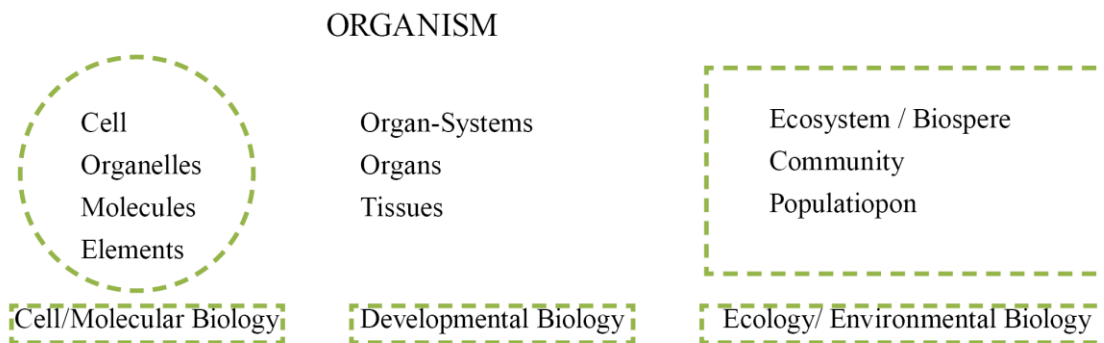 ORGANISM
Cell
Organelles
Molecules
Elements
Organ-Systems
Organs
Tissues
Ecosystem / Biospere
Community
Populatiopon
Cell/Molecular Biology
Developmental Biology
Ecology/ Environmental Biology